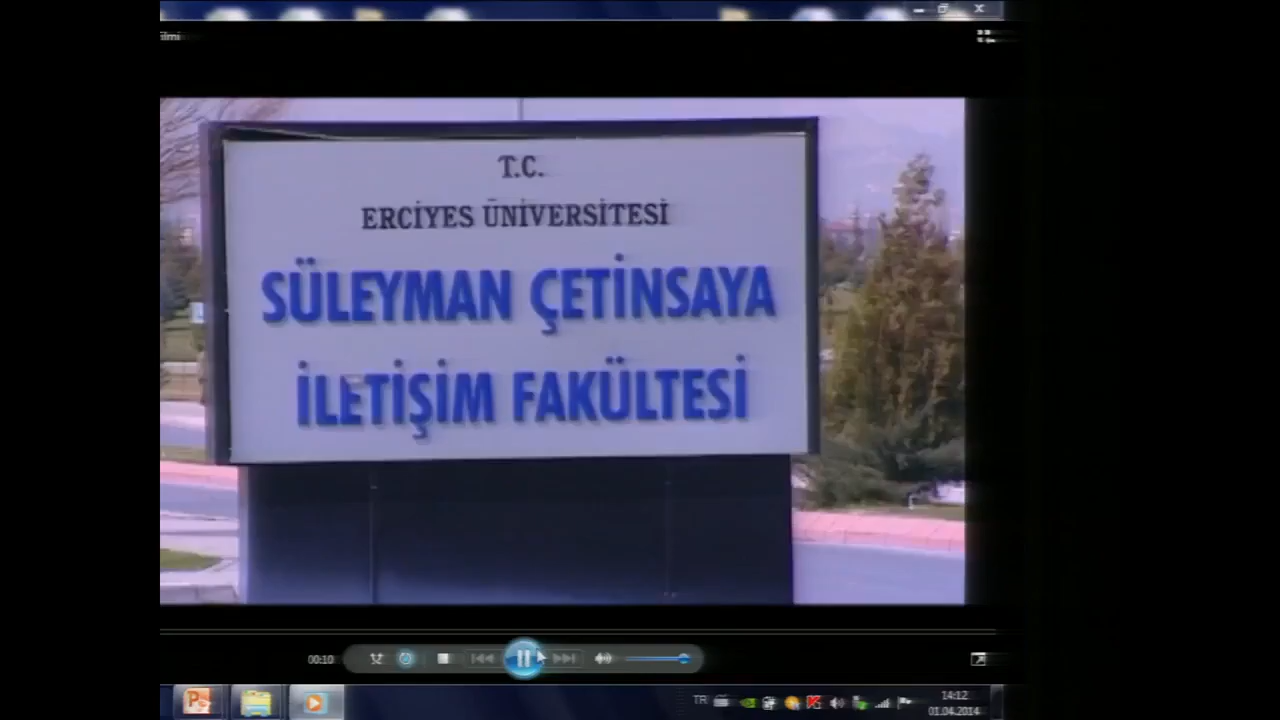 T.C.
ERCİYES ÜNİVERSİTESİ
SÜLEYMAN ÇETİNSAYA
İLETİŞİM FAKÜLTESİ
00:10
TR
14:12
01.04.2014